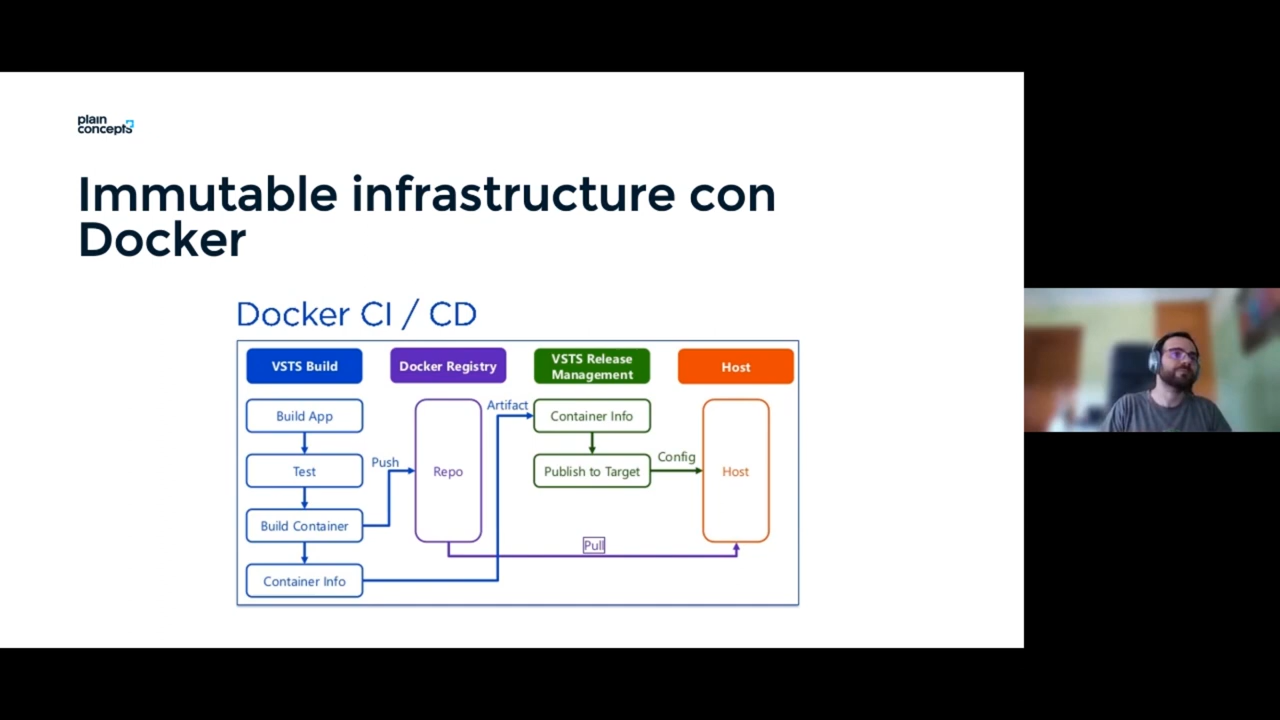 plain
concepts
Immutable infrastructure con
Docker
Docker CI / CD
VSTS Build
Docker Registry
VSTS Release
Management
Host
Build App
Test
Build Container
Container Info
Push
Repo
Artifact
Container Info
Publish to Target
Config
Host
Pull